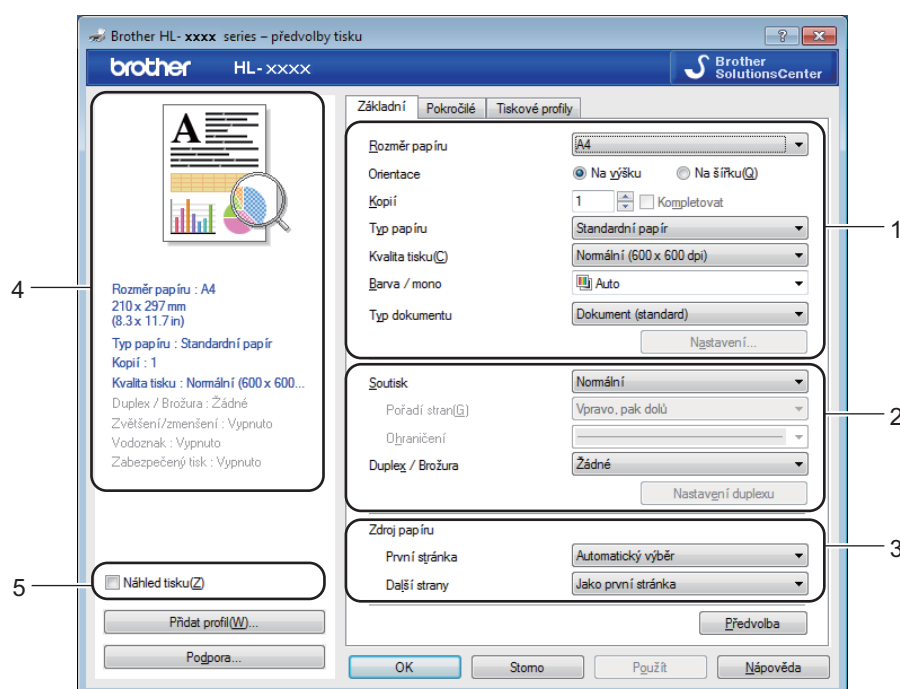 Brother HL- xxxx series – předvolby tisku
brother HL-xxxx
Brother
SolutionsCenter
Základní Pokročilé Tiskové profily
A
Rozměr papíru A4
Orientace Na výšku Na šířku(Q)
Kopií 1 Kompletovat
Typ papíru Standardní papír
Kvalita tisku(C) Normální (600 x 600 dpi)
Barva / mono Auto
Typ dokumentu Dokument (standard)
Nastavení...
1
4
Rozměr papíru : A4
210 x 297 mm
(8.3 x 11.7 in)
Typ papíru : Standardní papír
Kopií : 1
Kvalita tisku : Normální (600 x 600...
Duplex / Brožura : Žádné
Zvětšení/zmenšení : Vypnuto
Vodoznak : Vypnuto
Zabezpečený tisk : Vypnuto
Soutisk Normální
Pořadí stran(G) Vpravo, pak dolů
Ohraničení
Duplex / Brožura Žádné
Nastavení duplexu
2
Zdroj papíru
První stránka Automatický výběr
Další strany Jako první stránka
3
5
Náhled tisku(Z)
Přidat profil(W)...
Podpora...
Předvolba
OK Storno Použít Nápověda